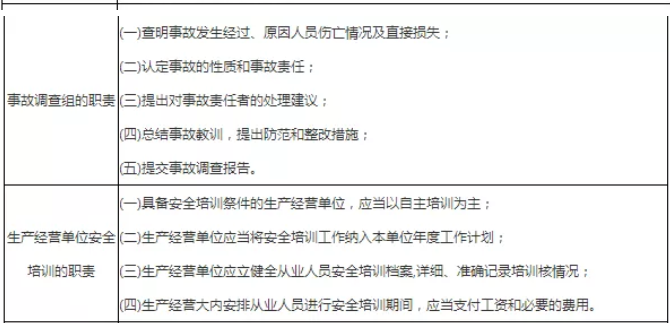 (一)查明事故发生经过、原因人员伤亡情况及直接损失；
(二)认定事故的性质和事故责任；
事故调查组的职责
(三)提出对事故责任者的处理建议；
(四)总结事故教训，提出防范和整改措施；
(五)提交事故调查报告。
(一)具备安全培训祭件的生产经营单位，应当以自主培训为主；
生产经营单位安全
培训的职责
(二)生产经营单位应当将安全培训工作纳入本单位年度工作计划；
(三)生产经营单位应立健全从业人员安全培训档案,详细、准确记录培训核情况；
(四)生产经营大内安排从业人员进行安全培训期间，应当支付工资和必要的费用。